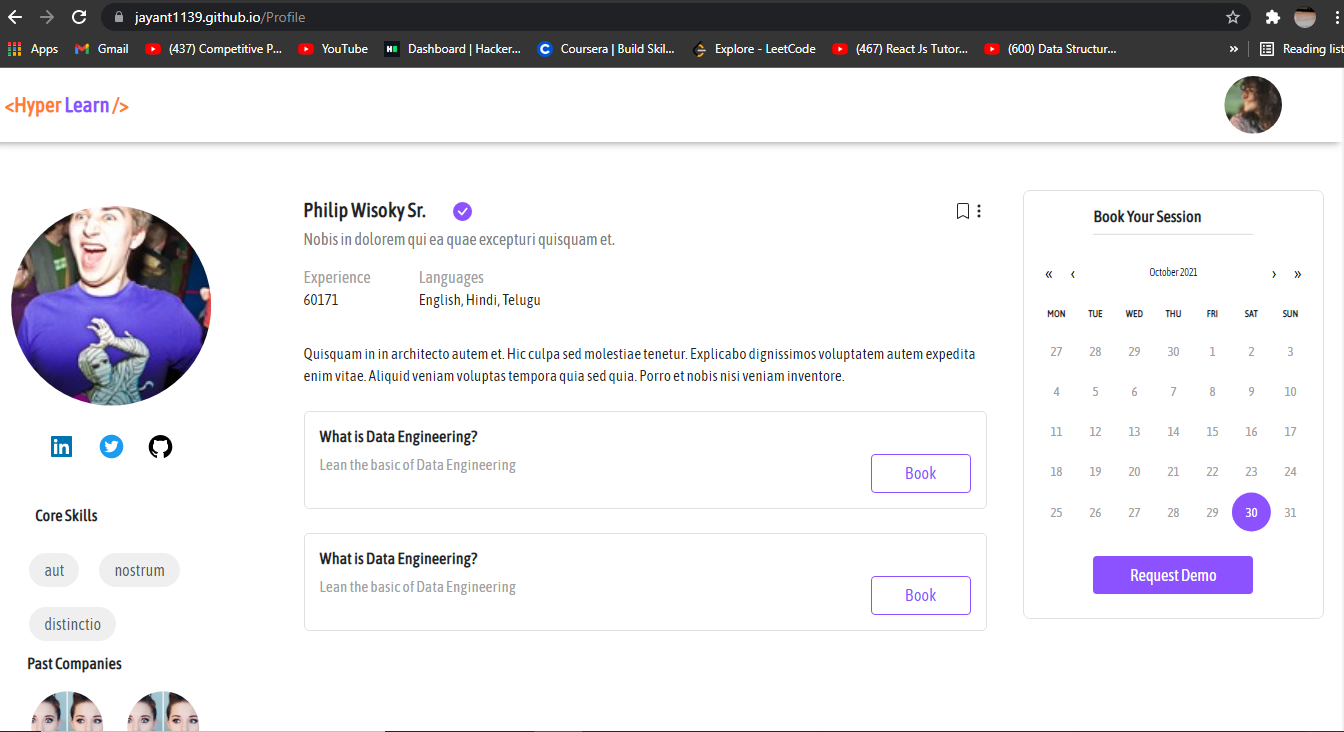 jayant1139.github.io/Profile
Apps
Gmail
(437) Competitive P...
YouTube
Dashboard | Hacker...
Coursera | Build Skil...
Explore - LeetCode
(467) React Js Tutor...
(600) Data Structur...
»
Reading list
<Hyper Learn />
Philip Wisoky Sr.
Nobis in dolorem qui ea quae excepturi quisquam et.
Experience Languages
60171 English, Hindi, Telugu
Quisquam in in architecto autem et. Hic culpa sed molestiae tenetur. Explicabo dignissimos voluptatem autem expedita
enim vitae. Aliquid veniam voluptas tempora quia sed quia. Porro et nobis nisi veniam inventore.
What is Data Engineering?
Lean the basic of Data Engineering
Book
What is Data Engineering?
Lean the basic of Data Engineering
Book
in
Core Skills
aut nostrum
distinctio
Past Companies
Book Your Session
« ‹ October 2021 › »
MON TUE WED THU FRI SAT SUN
27 28 29 30 1 2 3
4 5 6 7 8 9 10
11 12 13 14 15 16 17
18 19 20 21 22 23 24
25 26 27 28 29 30 31
Request Demo